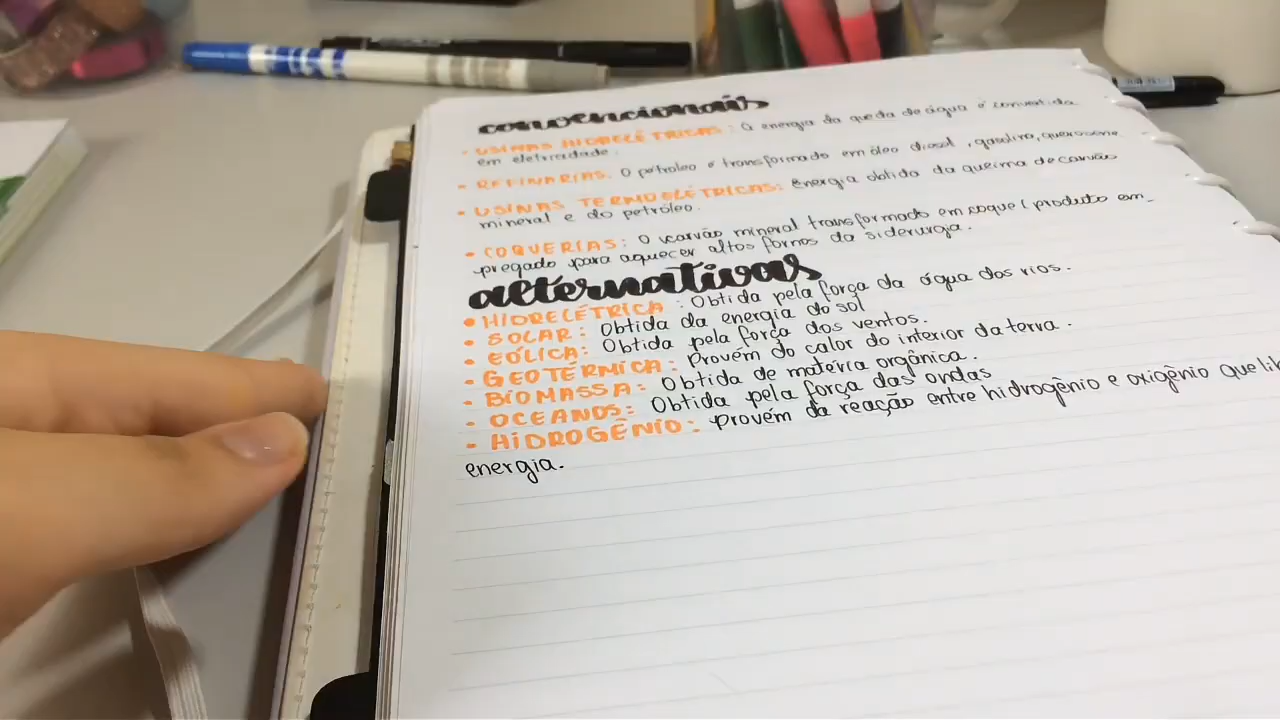 convencionais
• USINAS HIDRELÉTRICAS: a energia da queda de água é convertida
em eletricidade.
• REFINARIAS: O petróleo é transformado em óleo diesel, gasolina, querosene
• USINAS TERMOELÉTRICAS: Energia obtida da queima de carvão
mineral e do petróleo.
• COQUERIAS: O carvão mineral transformado em coque (produto em_
pregado para aquecer altos fornos da siderurgia.
alternativas
• HIDRELÉTRICA: Obtida pela força da água dos rios.
• SOLAR: Obtida da energia do sol
• EÓLICA: Obtida pela força dos ventos.
• GEOTÉRMICA: Provém do calor do interior da terra.
• BIOMASSA: Obtida de matéria orgânica.
• OCEANOS: Obtida pela força das ondas
• HIDROGÊNIO: provém da reação entre hidrogênio e oxigênio que lib
energia.